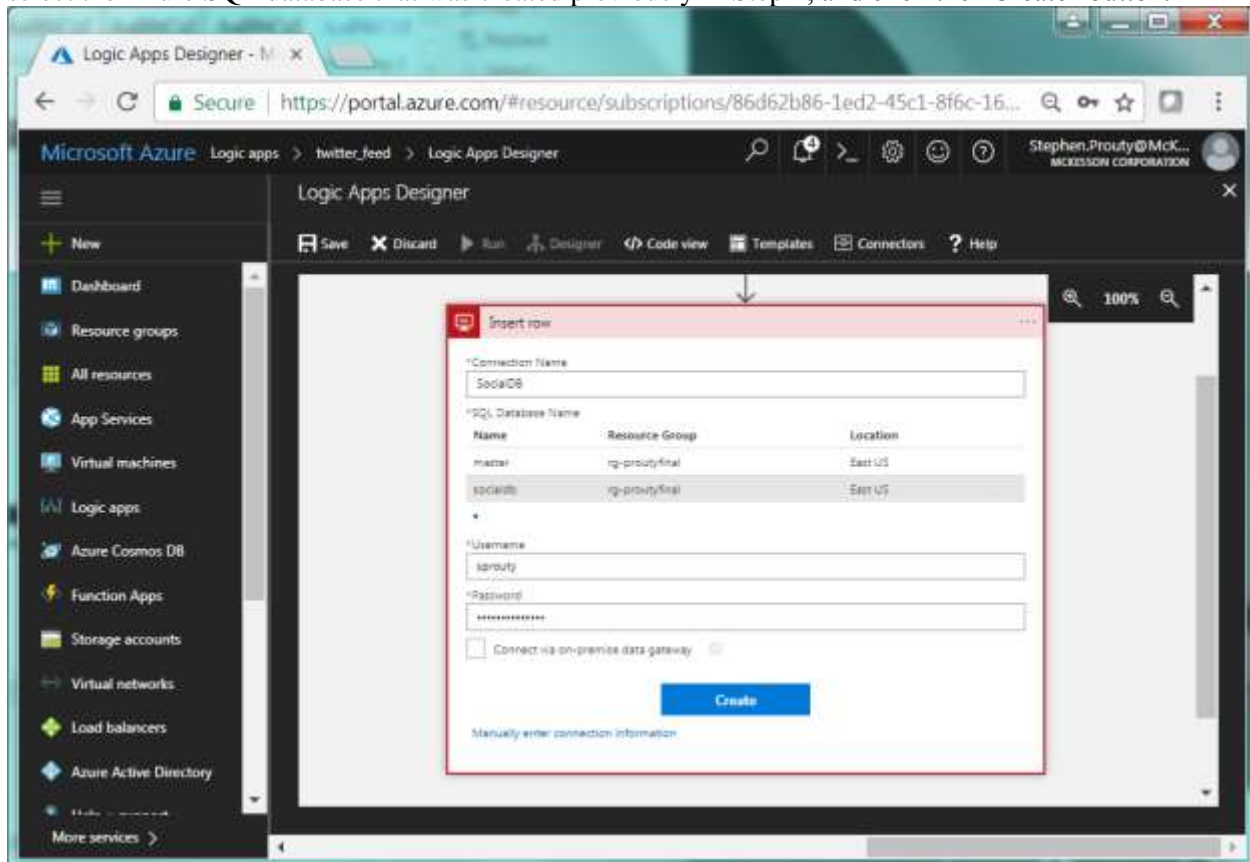 Logic Apps Designer - M
Secure https://portal.azure.com/#resource/subscriptions/86d62b86-1ed2-45c1-8f6c-16...
Microsoft Azure Logic apps > twitter_feed > Logic Apps Designer
4
Stephen.Prouty@McK...
MCKESSON CORPORATION
Logic Apps Designer
New
Save Discard Run Designer Code view Templates Connectors Help
Dashboard
Resource groups
All resources
App Services
Virtual machines
Logic apps
Azure Cosmos DB
Function Apps
Storage accounts
Virtual networks
Load balancers
Azure Active Directory
More services >
100%
Insert row
*Connection Name
SocialDB
*SQL Database Name
Name Resource Group Location
master rg-proutyfinal East US
socialdb rg-proutyfinal East US
*Username
sprouty
*Password
Connect via on-premise data gateway
Create
Manually enter connection information